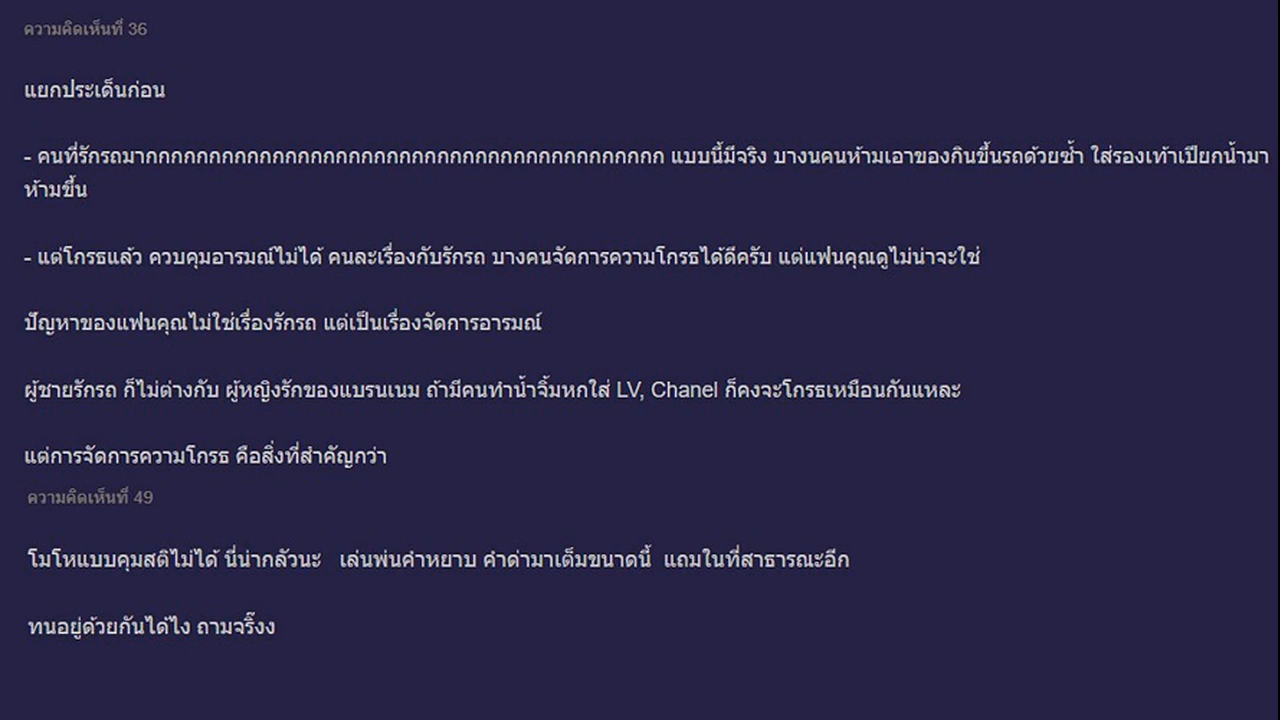 ความคิดเห็นที่ 36
แยกประเด็นก่อน
- คนที่รักรถมากกกกกกกกกกกกกกกกกกกกกกกกกกกกกกกกกกกกกกกกก แบบนี้มีจริง บางนคนห้ามเอาของกินขึ้นรถด้วยซ้ำ ใส่รองเท้าเปียกน้ำมา
ห้ามขึ้น
- แต่โกรธแล้ว ควบคุมอารมณ์ไม่ได้ คนละเรื่องกับรักรถ บางคนจัดการความโกรธได้ดีครับ แต่แฟนคุณดูไม่น่าจะใช่
ปัญหาของแฟนคุณไม่ใช่เรื่องรักรถ แต่เป็นเรื่องจัดการอารมณ์
ผู้ชายรักรถ ก็ไม่ต่างกับ ผู้หญิงรักของแบรนเนม ถ้ามีคนทำน้ำจิ้มหกใส่ LV, Chanel ก็คงจะโกรธเหมือนกันแหละ
แต่การจัดการความโกรธ คือสิ่งที่สำคัญกว่า
ความคิดเห็นที่ 49
โมโหแบบคุมสติไม่ได้ นี่น่ากลัวนะ เล่นพ่นคำหยาบ คำด่ามาเต็มขนาดนี้ แถมในที่สาธารณะอีก
ทนอยู่ด้วยกันได้ไง ถามจริ๊งง